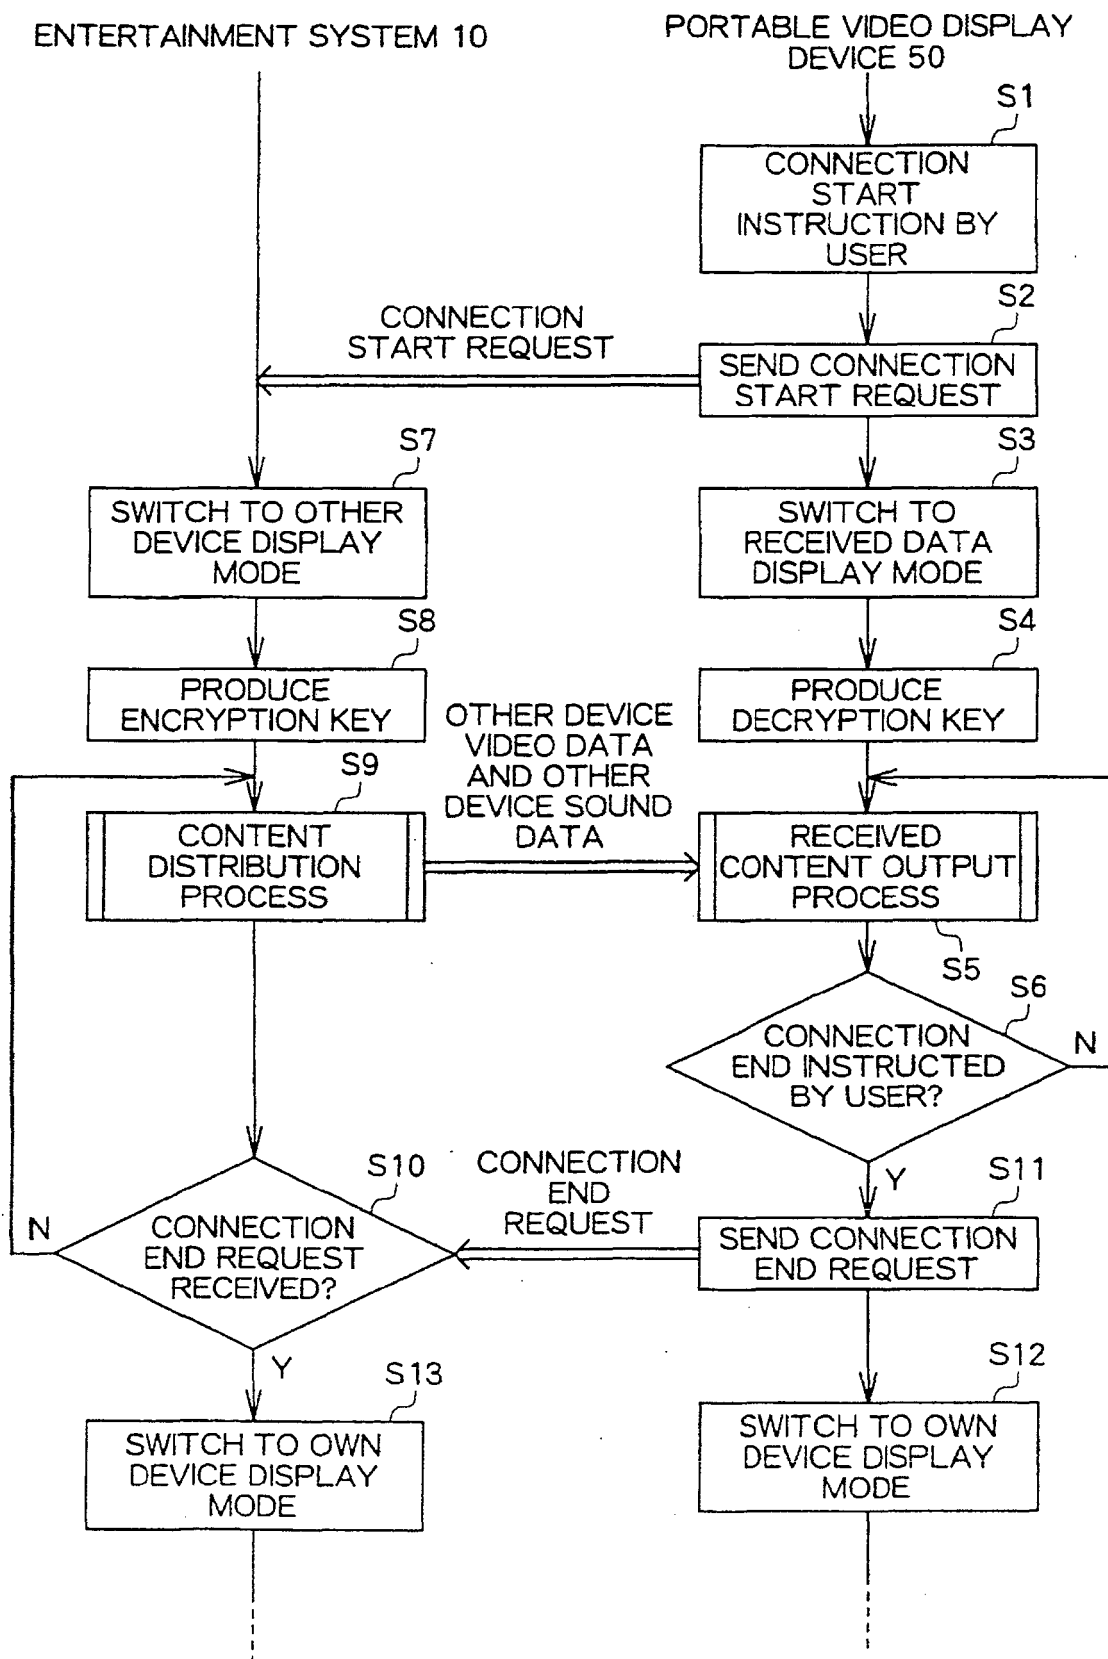 ENTERTAINMENT SYSTEM 10
PORTABLE VIDEO DISPLAY
DEVICE 50
S1
CONNECTION
START
INSTRUCTION BY
USER
S2
CONNECTION
START REQUEST
SEND CONNECTION
START REQUEST
S7
SWITCH TO OTHER
DEVICE DISPLAY
MODE
S3
SWITCH TO
RECEIVED DATA
DISPLAY MODE
S8
PRODUCE
ENCRYPTION KEY
S4
PRODUCE
DECRYPTION KEY
OTHER DEVICE
VIDEO DATA
AND OTHER
DEVICE SOUND
DATA
S9
CONTENT
DISTRIBUTION
PROCESS
RECEIVED
CONTENT OUTPUT
PROCESS
S5
S6
CONNECTION
END INSTRUCTED
BY USER?
N
Y
S10
CONNECTION
END REQUEST
RECEIVED?
N
Y
CONNECTION
END
REQUEST
S11
SEND CONNECTION
END REQUEST
S13
SWITCH TO OWN
DEVICE DISPLAY
MODE
S12
SWITCH TO OWN
DEVICE DISPLAY
MODE